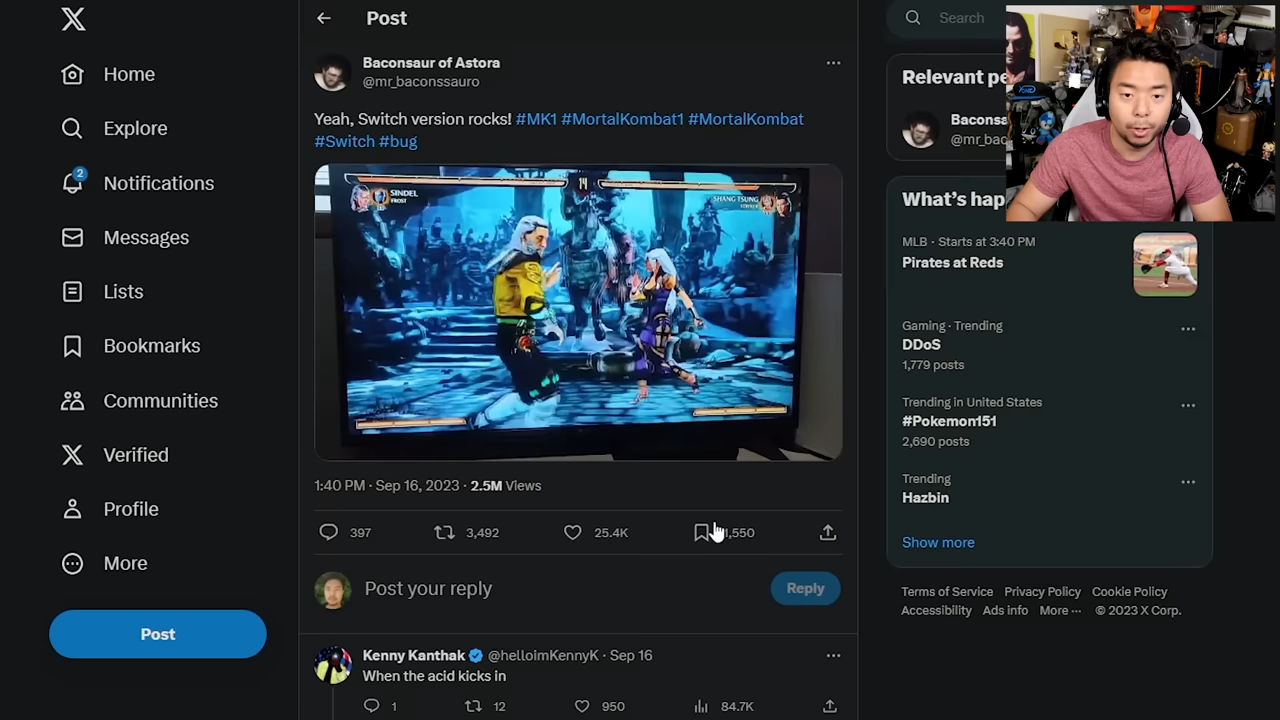 Home
Explore
2
Notifications
Messages
Lists
Bookmarks
Communities
Verified
Profile
More
Post
Post
Baconsaur of Astora
@mr_baconssauro
Yeah, Switch version rocks! #MK1 #MortalKombat1 #MortalKombat
#Switch #bug
SINDEL
FROST
14
SHANG TSUNG
1:40 PM · Sep 16, 2023 · 2.5M Views
397
3,492
25.4K
Post your reply
Reply
Kenny Kanthak @helloimKennyK · Sep 16
When the acid kicks in
1
12
950
84.7K
Search
Relevant pe
Baconsa
@mr_bac
What's hap
MLB · Starts at 3:40 PM
Pirates at Reds
Gaming · Trending
DDoS
1,779 posts
Trending in United States
#Pokemon151
2,690 posts
Trending
Hazbin
Show more
Terms of Service Privacy Policy Cookie Policy
Accessibility Ads info More ··· © 2023 X Corp.